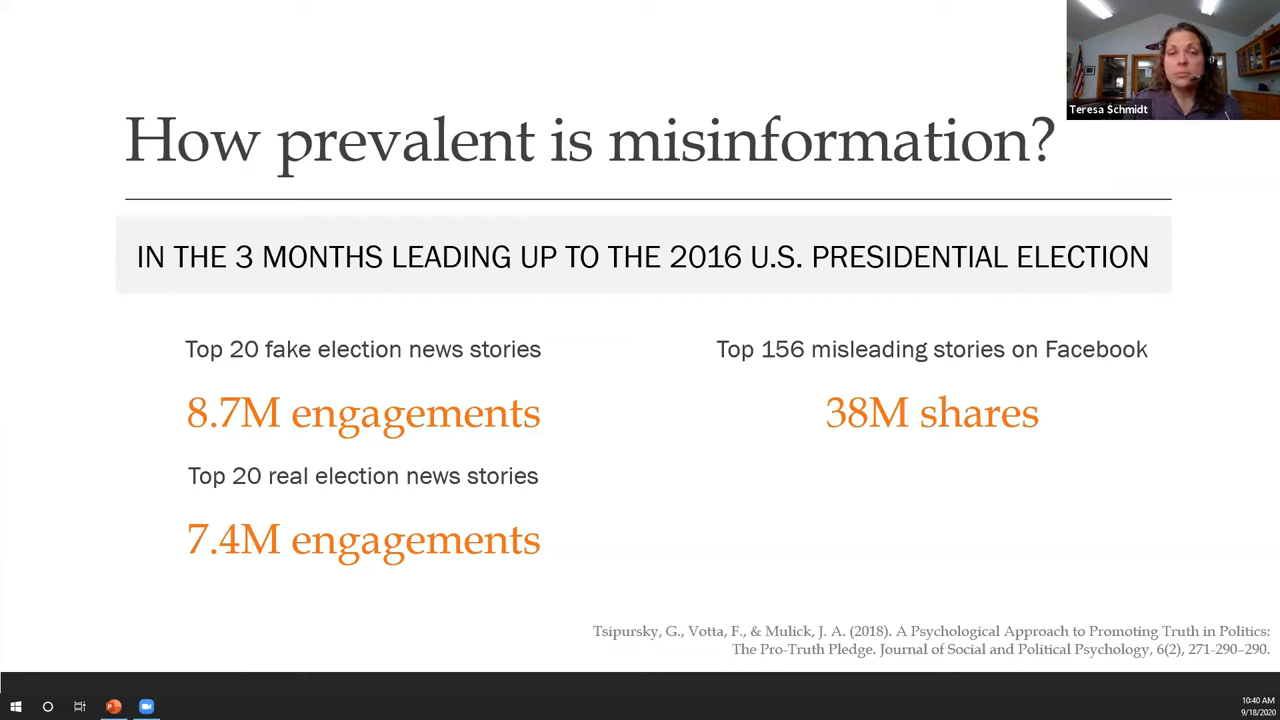 Teresa Schmidt
How prevalent is misinformation?
IN THE 3 MONTHS LEADING UP TO THE 2016 U.S. PRESIDENTIAL ELECTION
Top 20 fake election news stories
8.7M engagements
Top 20 real election news stories
7.4M engagements
Top 156 misleading stories on Facebook
38M shares
Tsipursky, G., Votta, F., & Mulick, J. A. (2018). A Psychological Approach to Promoting Truth in Politics:
The Pro-Truth Pledge. Journal of Social and Political Psychology, 6(2), 271-290–290.
10:40 AM
9/18/2020